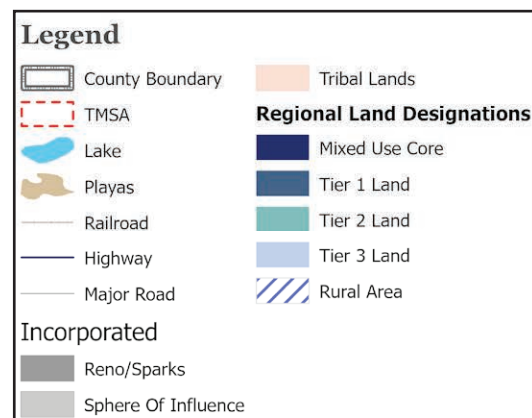 Legend
County Boundary
TMSA
Lake
Playas
Railroad
Highway
Major Road
Incorporated
Reno/Sparks
Sphere Of Influence
Tribal Lands
Regional Land Designations
Mixed Use Core
Tier 1 Land
Tier 2 Land
Tier 3 Land
Rural Area